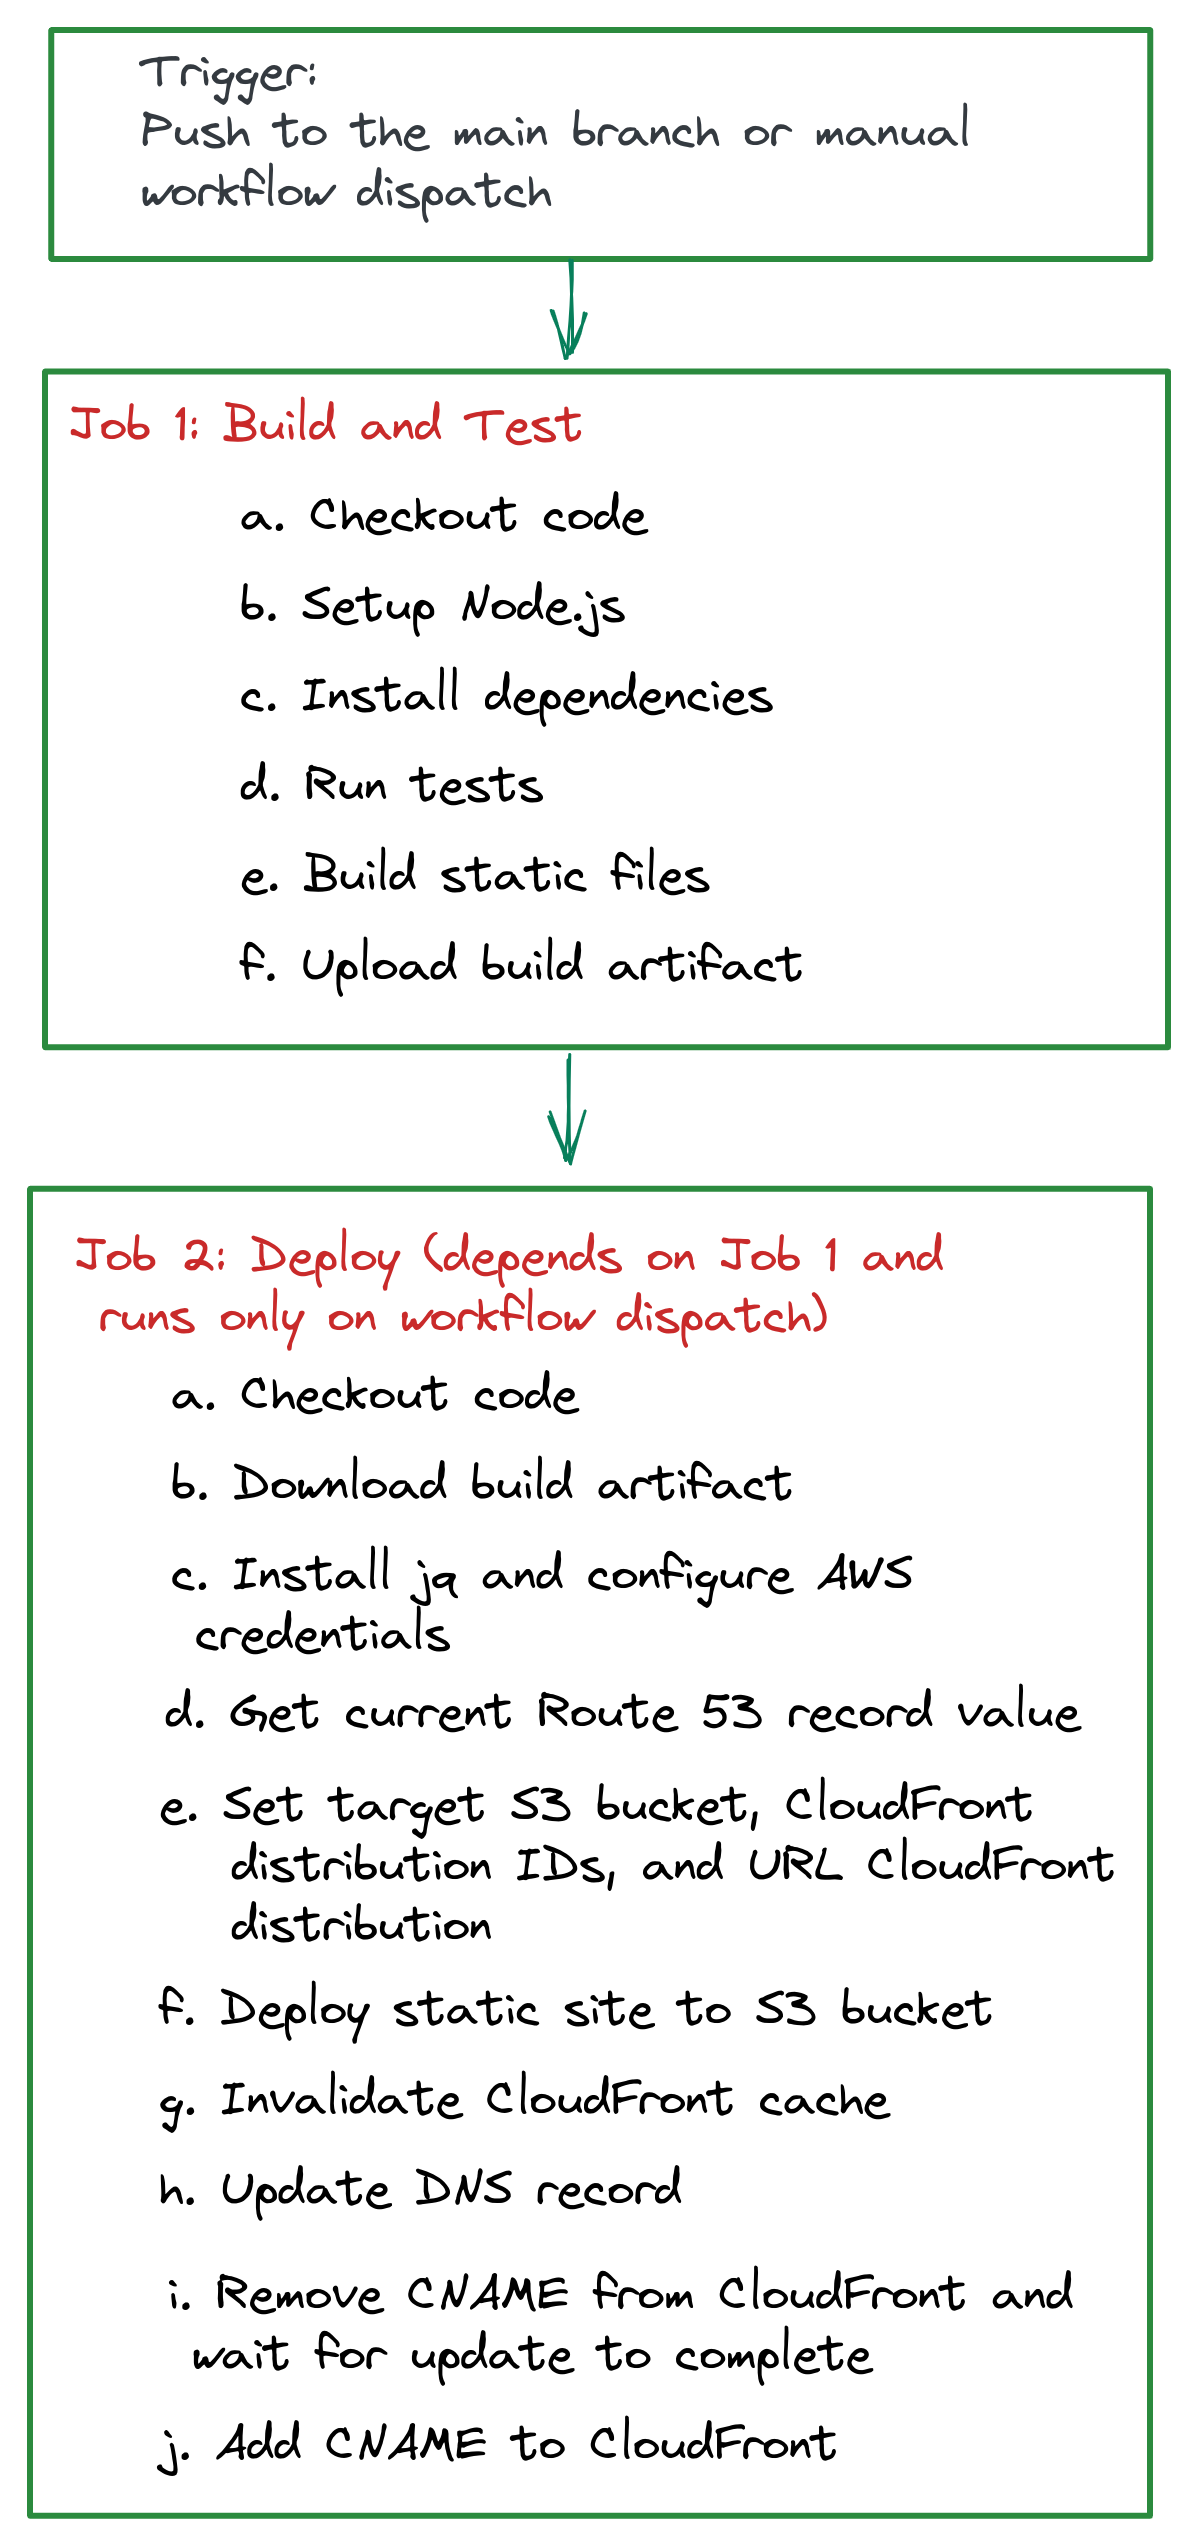 Trigger:
Push to the main branch or manual
workflow dispatch
Job 1: Build and Test
a. Checkout code
b. Setup Node.js
c. Install dependencies
d. Run tests
e. Build static files
f. Upload build artifact
Job 2: Deploy (depends on Job 1 and
runs only on workflow dispatch)
a. Checkout code
b. Download build artifact
c. Install jq and configure AWS
credentials
d. Get current Route 53 record value
e. Set target S3 bucket, CloudFront
distribution IDs, and URL CloudFront
distribution
f. Deploy static site to S3 bucket
g. Invalidate CloudFront cache
h. Update DNS record
i. Remove CNAME from CloudFront and
wait for update to complete
j. Add CNAME to CloudFront